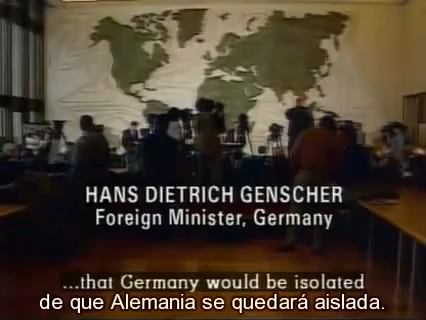 HANS DIETRICH GENSCHER
Foreign Minister, Germany
...that Germany would be isolated
de que Alemania se quedará aislada.